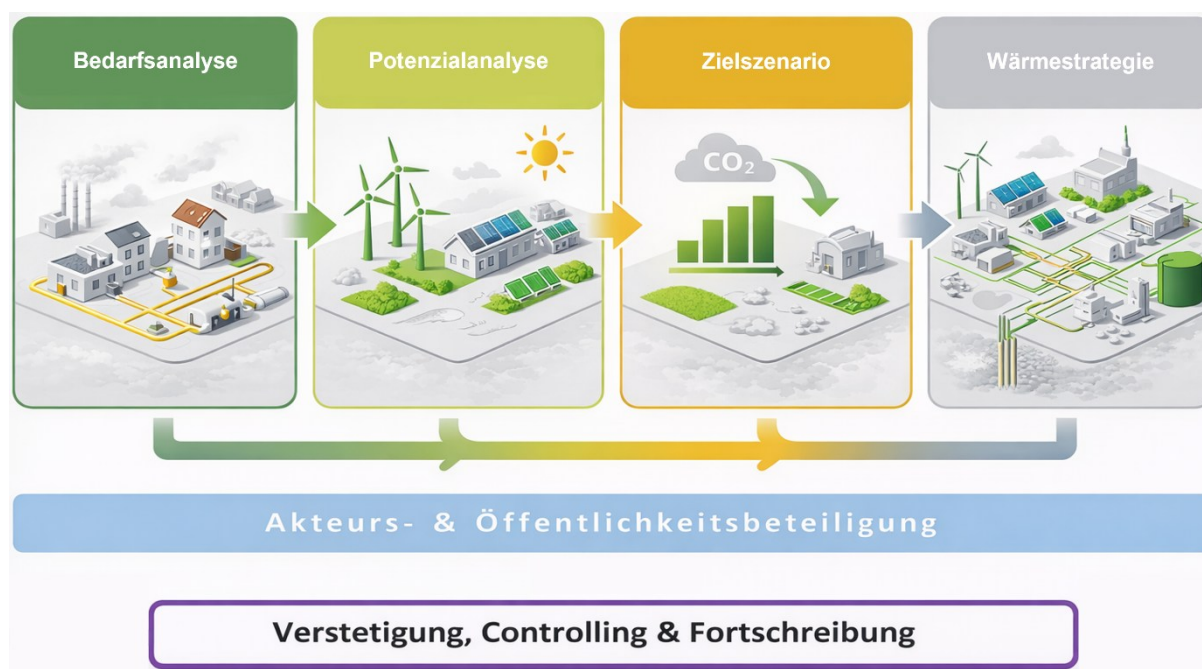 Bedarfsanalyse
Potenzialanalyse
Zielszenario
Wärmestrategie
CO₂
Akteurs- & Öffentlichkeitsbeteiligung
Verstetigung, Controlling & Fortschreibung